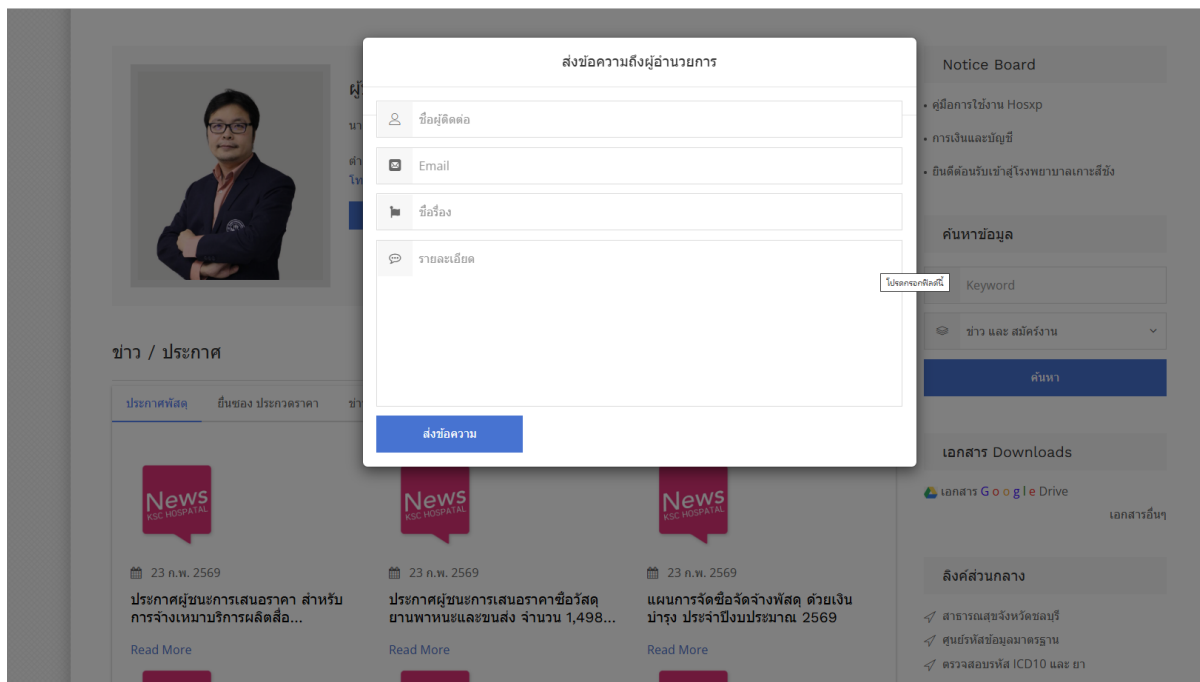 ส่งข้อความถึงผู้อำนวยการ
ชื่อผู้ติดต่อ
Email
ชื่อรื่อง
รายละเอียด
โปรดกรอกฟิลด์นี้
ส่งข้อความ
ข่าว / ประกาศ
ประกาศพัสดุ
ยื่นซอง ประกวดราคา
News
KSC HOSPATAL
News
KSC HOSPATAL
News
KSC HOSPATAL
23 ก.พ. 2569
23 ก.พ. 2569
23 ก.พ. 2569
ประกาศผู้ชนะการเสนอราคา สำหรับ
การจ้างเหมาบริการผลิตสื่อ...
ประกาศผู้ชนะการเสนอราคาซื้อวัสดุ
ยานพาหนะและขนส่ง จำนวน 1,498...
แผนการจัดซื้อจัดจ้างพัสดุ ด้วยเงิน
บำรุง ประจำปีงบประมาณ 2569
Read More
Read More
Read More
Notice Board
คู่มือการใช้งาน Hosxp
การเงินและบัญชี
ยินดีต้อนรับเข้าสู่โรงพยาบาลเกาะสีชัง
ค้นหาข้อมูล
Keyword
ข่าว และ สมัคร์งาน
ค้นหา
เอกสาร Downloads
เอกสาร G o o g l e Drive
เอกสารอื่นๆ
ลิงค์ส่วนกลาง
สาธารณสุขจังหวัดชลบุรี
ศูนย์รหัสข้อมูลมาตรฐาน
ตรวจสอบรหัส ICD10 และ ยา